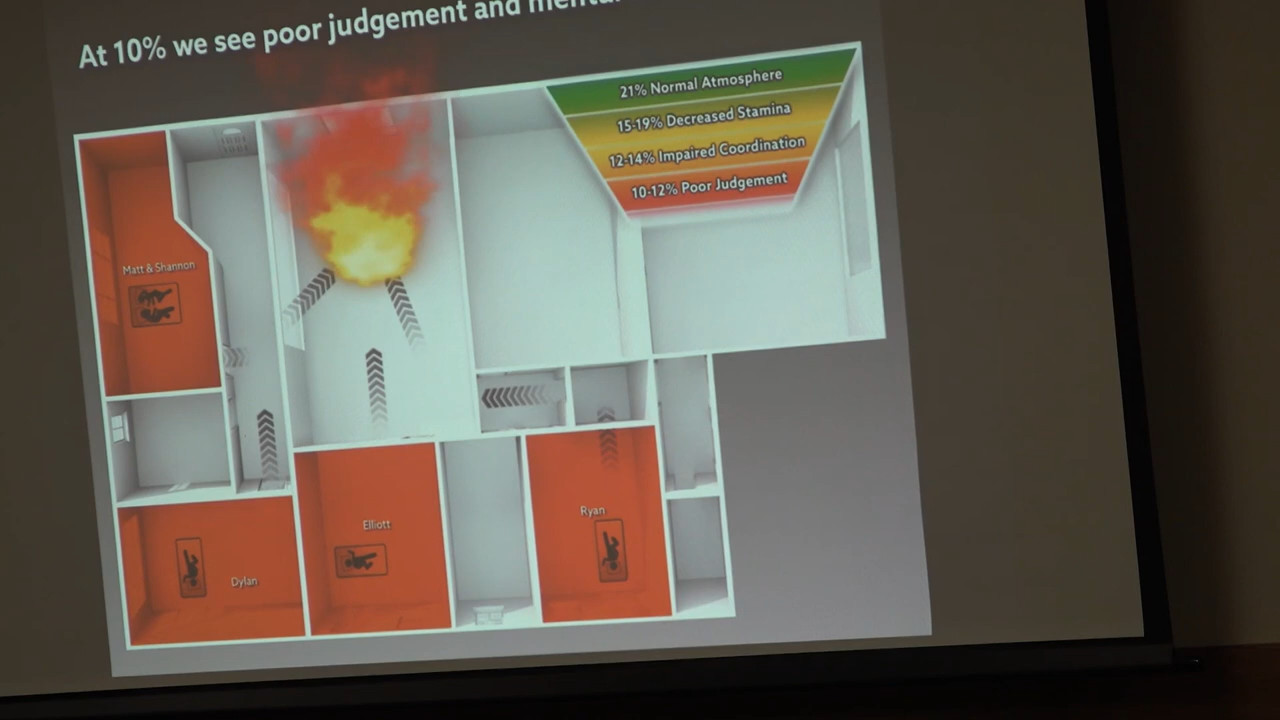 At 10% we see poor judgement and
21% Normal Atmosphere
15-19% Decreased Stamina
12-14% Impaired Coordination
10-12% Poor Judgement
Matt & Shannon
Elliott
Ryan
Dylan